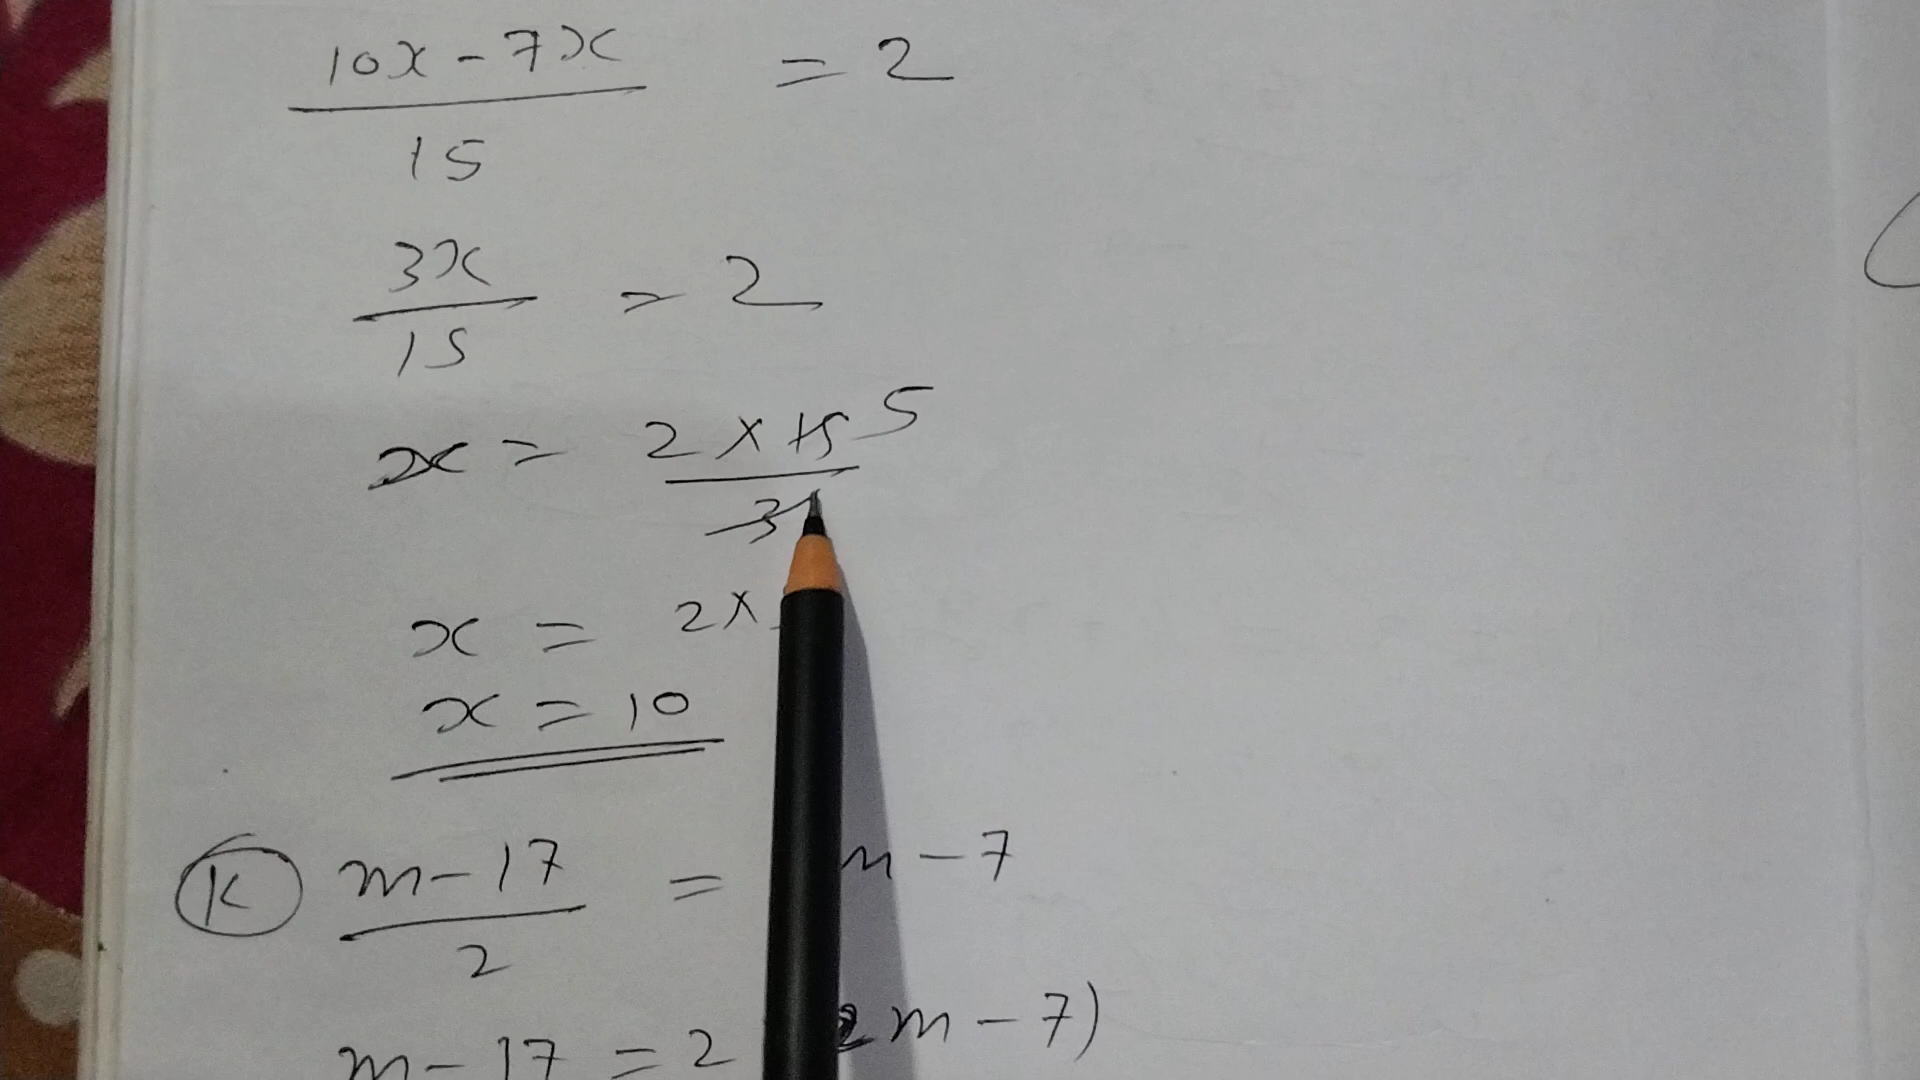 10x - 7x = 2
15
3x = 2
15
x = 2 x 15 5
3
x = 2x
x = 10
K m - 17 = m - 7
2
m - 17 = 2 2m - 7)